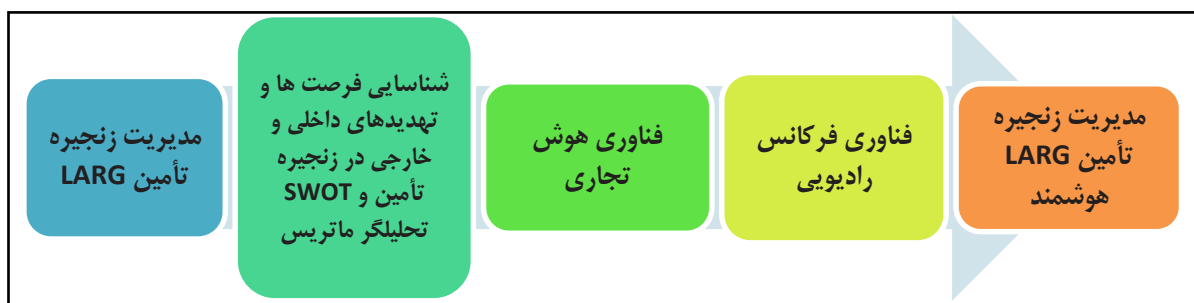 مدیریت زنجیره
تأمین LARG
شناسایی فرصت ها و
تهدیدهای داخلی و
خارجی در زنجیره
تأمین و SWOT
تحلیلگر ماتریس
فناوری هوش
تجاری
فناوری فرکانس
رادیویی
مدیریت زنجیره
تأمین LARG
هوشمند